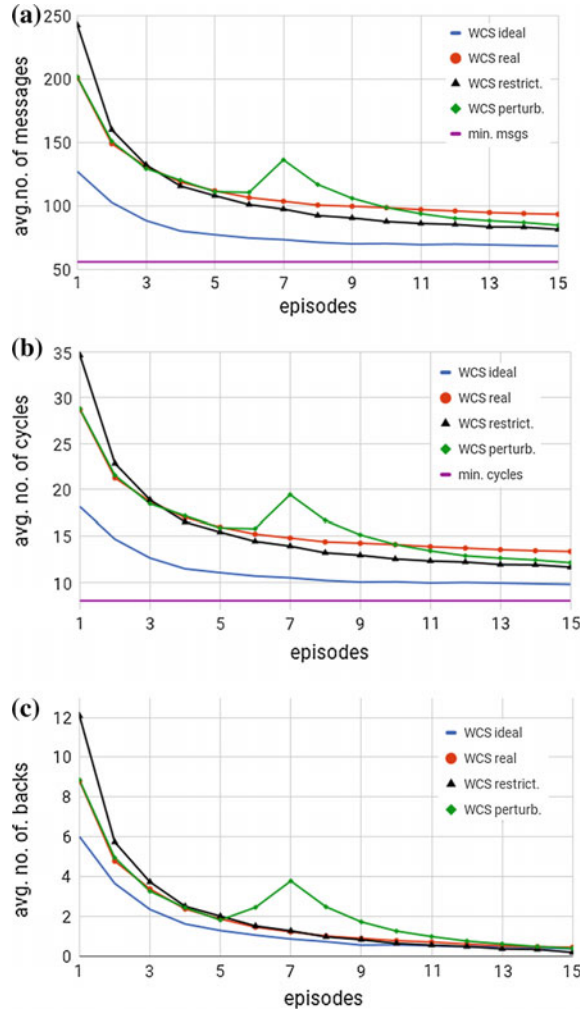 (a)
250
200
150
100
50
avg.no. of messages
WCS ideal
WCS real
WCS restrict.
WCS perturb.
min. msgs
1 3 5 7 9 11 13 15
episodes
(b)
35
30
25
20
15
10
avg. no. of cycles
WCS ideal
WCS real
WCS restrict.
WCS perturb.
min. cycles
1 3 5 7 9 11 13 15
episodes
(c)
12
10
8
6
4
2
0
avg. no. of. backs
WCS ideal
WCS real
WCS restrict.
WCS perturb.
1 3 5 7 9 11 13 15
episodes